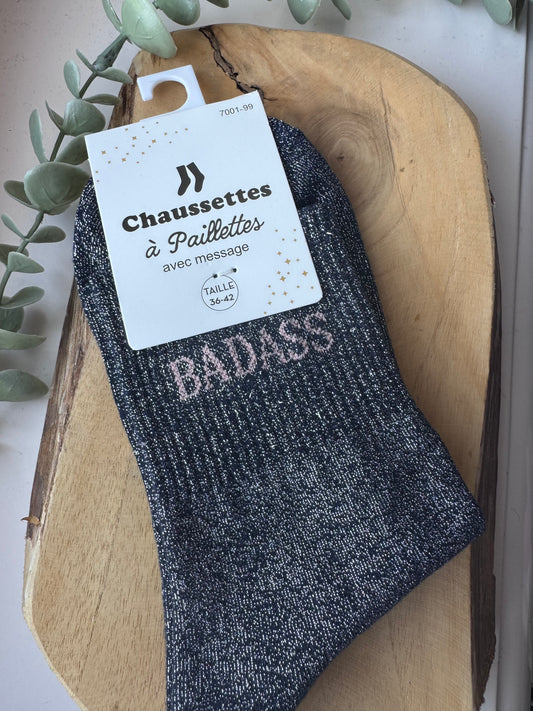 7001-99
Chaussettes
à Paillettes
avec message
TAILLE
36-42
BADASS